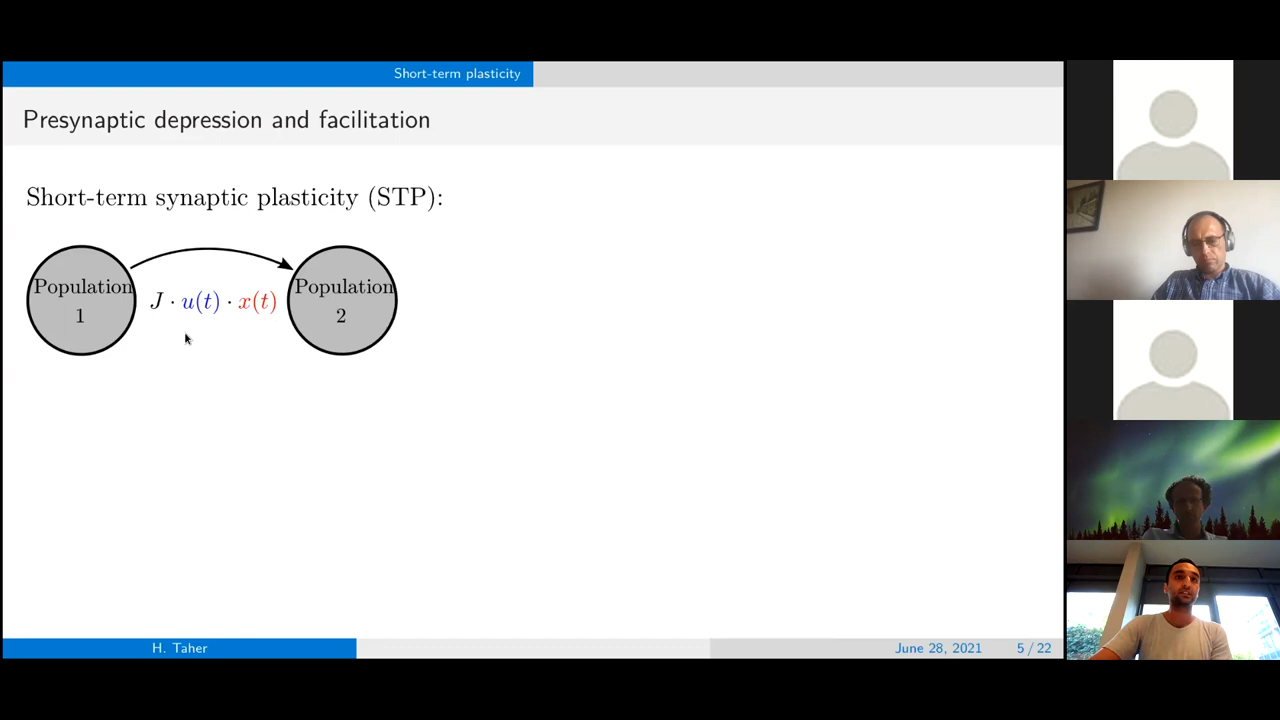 Short-term plasticity
Presynaptic depression and facilitation
Short-term synaptic plasticity (STP):
Population
1
J · u(t) · x(t)
Population
2
H. Taher
June 28, 2021
5 / 22